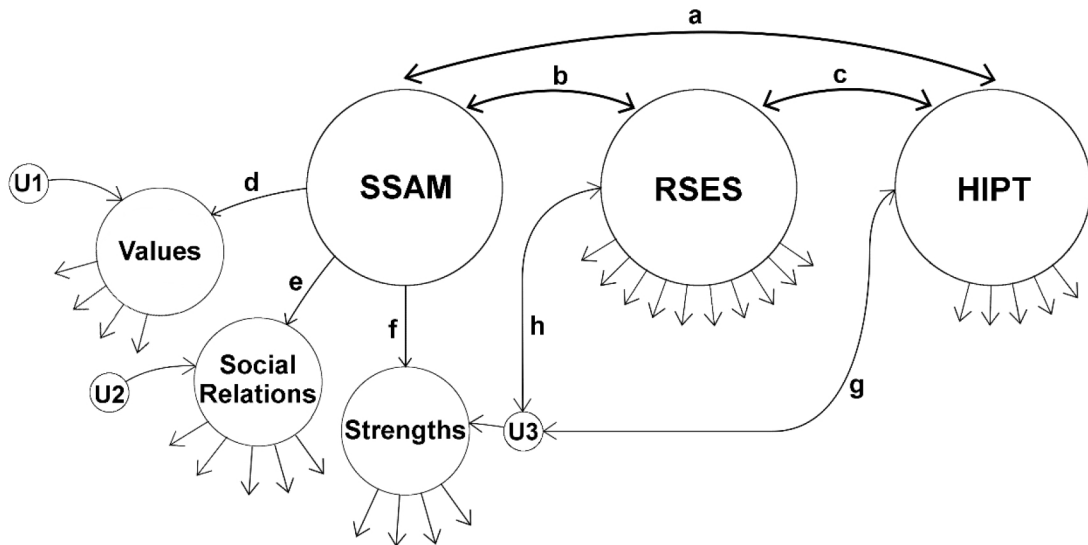 a
b
c
SSAM
RSES
HIPT
U1
d
Values
e
f
h
Social
Relations
U2
g
Strengths
U3